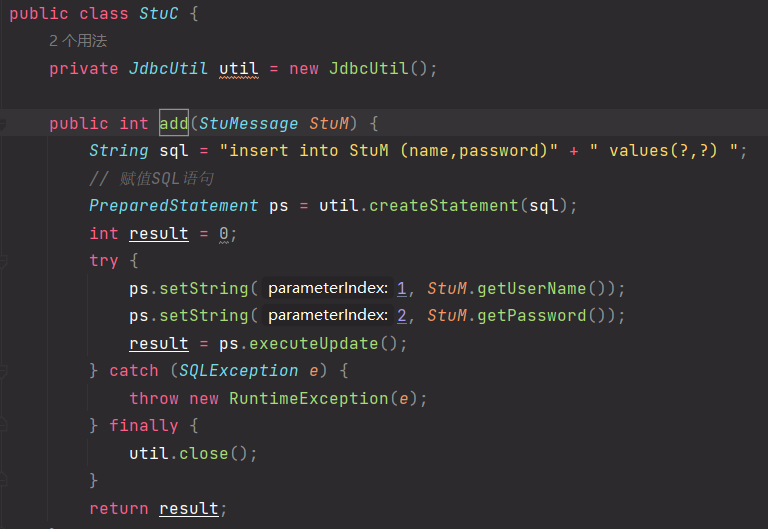 public class StuC {
2 个用法
private JdbcUtil util = new JdbcUtil();
public int add(StuMessage StuM) {
String sql = "insert into StuM (name,password)" + " values(?,?) ";
// 赋值SQL语句
PreparedStatement ps = util.createStatement(sql);
int result = 0;
try {
ps.setString( parameterIndex: 1, StuM.getUserName());
ps.setString( parameterIndex: 2, StuM.getPassword());
result = ps.executeUpdate();
} catch (SQLException e) {
throw new RuntimeException(e);
} finally {
util.close();
}
return result;